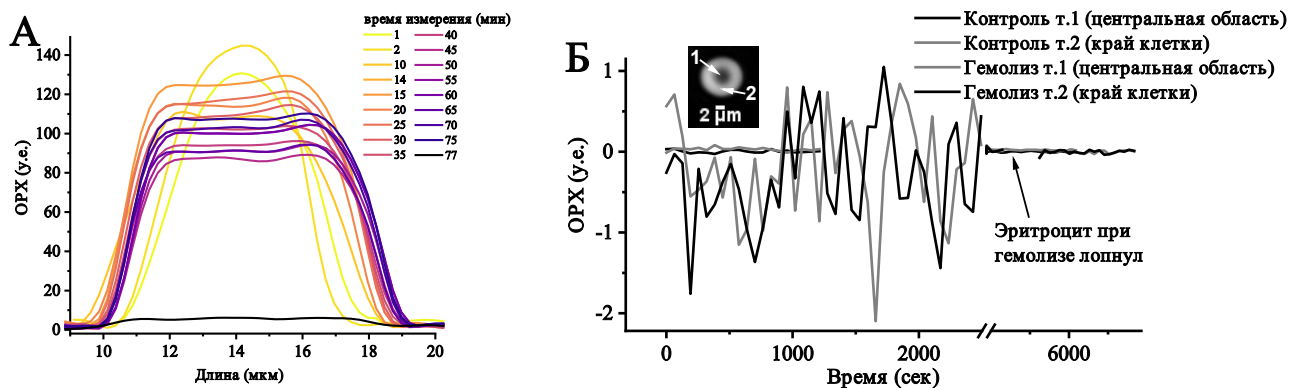 А
время измерения (мин)
1 40
2 45
10 50
14 55
15 60
20 65
25 70
30 75
35 77
140
120
100
80
60
40
20
0
ОРХ (у.е.)
10 12 14 16 18 20
Длина (мкм)
Б
Контроль т.1 (центральная область)
Контроль т.2 (край клетки)
Гемолиз т.1 (центральная область)
Гемолиз т.2 (край клетки)
1
2
2 μm
1
0
-1
-2
ОРХ (у.е.)
Эритроцит при
гемолизе лопнул
0 1000 2000 6000
Время (сек)